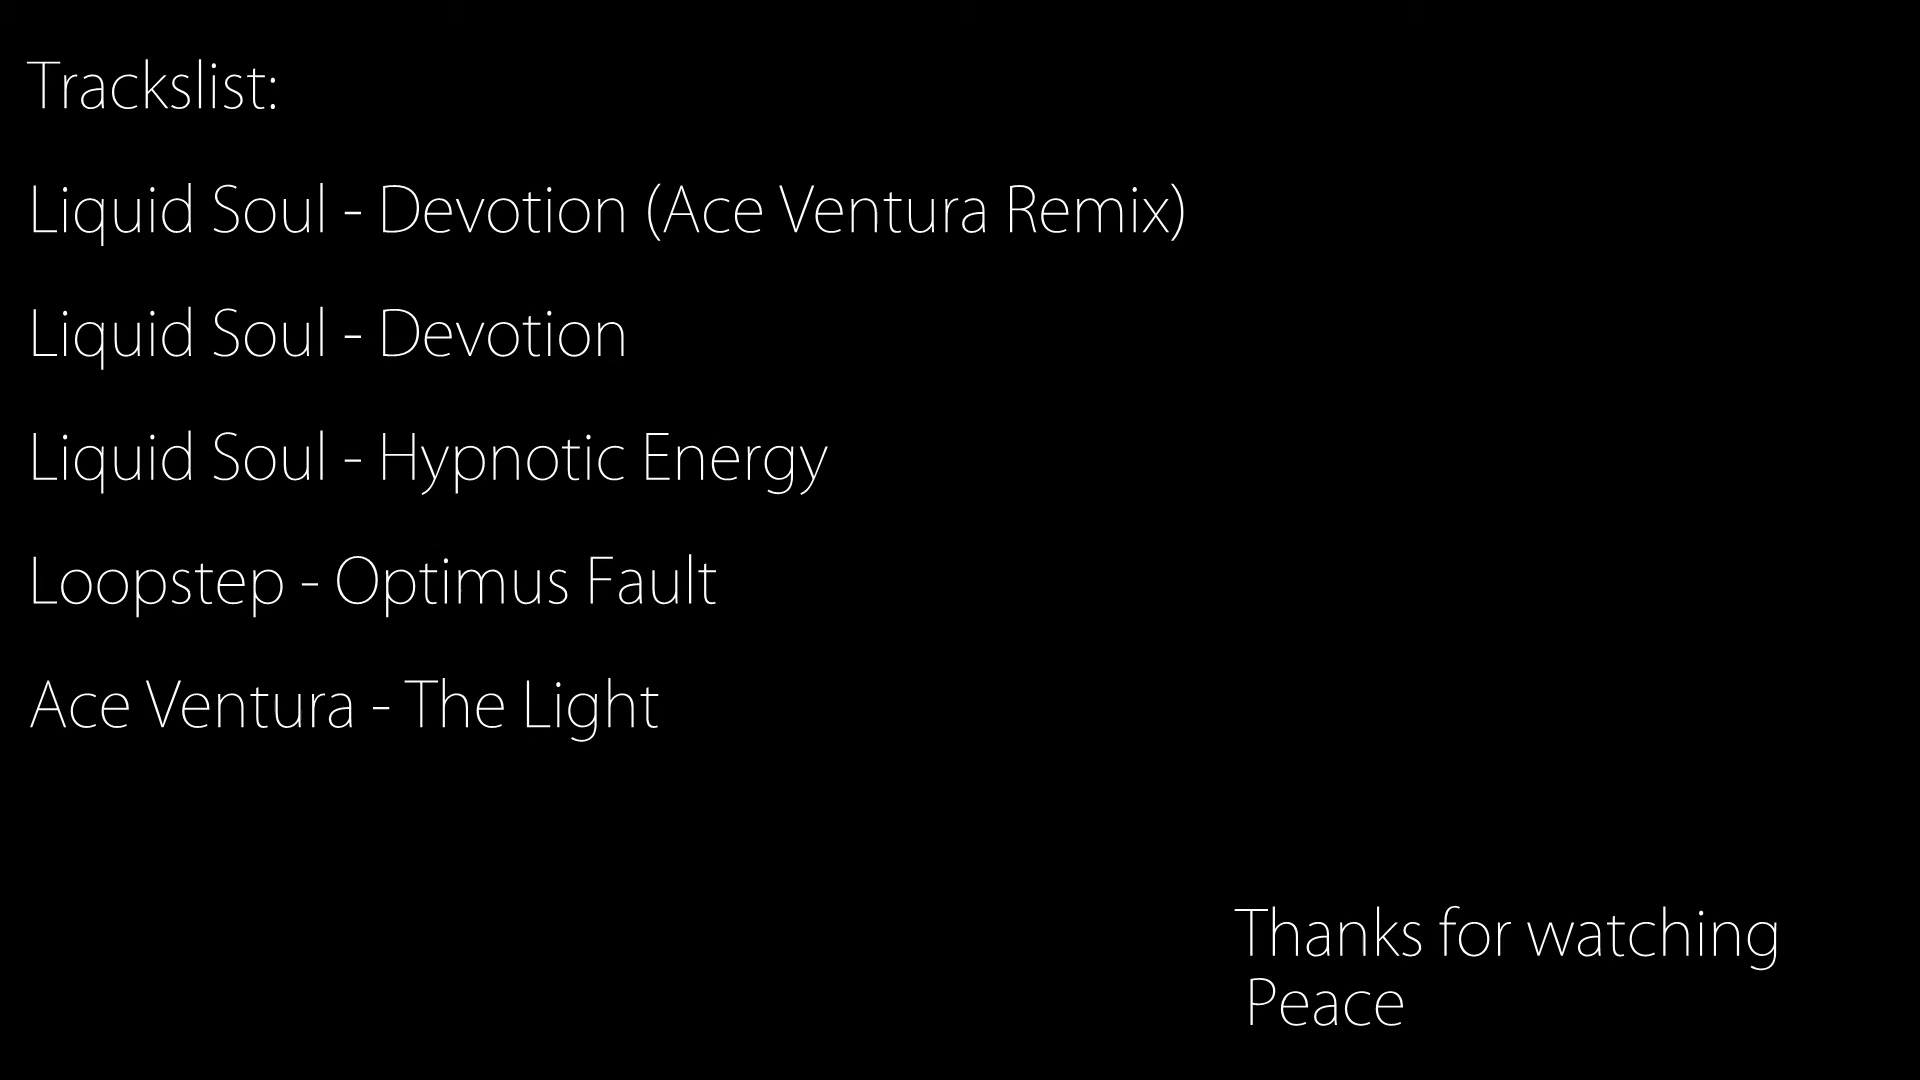 Trackslist:
Liquid Soul - Devotion (Ace Ventura Remix)
Liquid Soul - Devotion
Liquid Soul - Hypnotic Energy
Loopstep - Optimus Fault
Ace Ventura - The Light
Thanks for watching
Peace